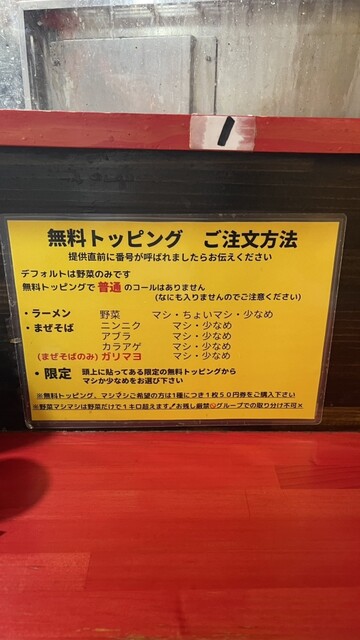 1
無料トッピング ご注文方法
提供直前に番号が呼ばれましたらお伝えください
デフォルトは野菜のみです
無料トッピングで 普通 のコールはありません
(なにも入りませんのでご注意ください)
・ラーメン 野菜 マシ・ちょいマシ・少なめ
・まぜそば ニンニク マシ・少なめ
アブラ マシ・少なめ
カラアゲ マシ・少なめ
(まぜそばのみ) ガリマヨ マシ・少なめ
・限定 頭上に貼ってある限定の無料トッピングから
マシか少なめをお選び下さい
※無料トッピング、マシマシご希望の方は1種につき1枚50円券をご購入下さい
※野菜マシマシは野菜だけで1キロ超えます お残し厳禁🚫グループでの取り分け不可×